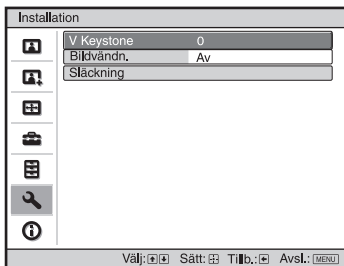 Installation
V Keystone 0
Bildvändn. Av
Släckning
Välj: Sätt: Tillb.: Avsl.: MENU